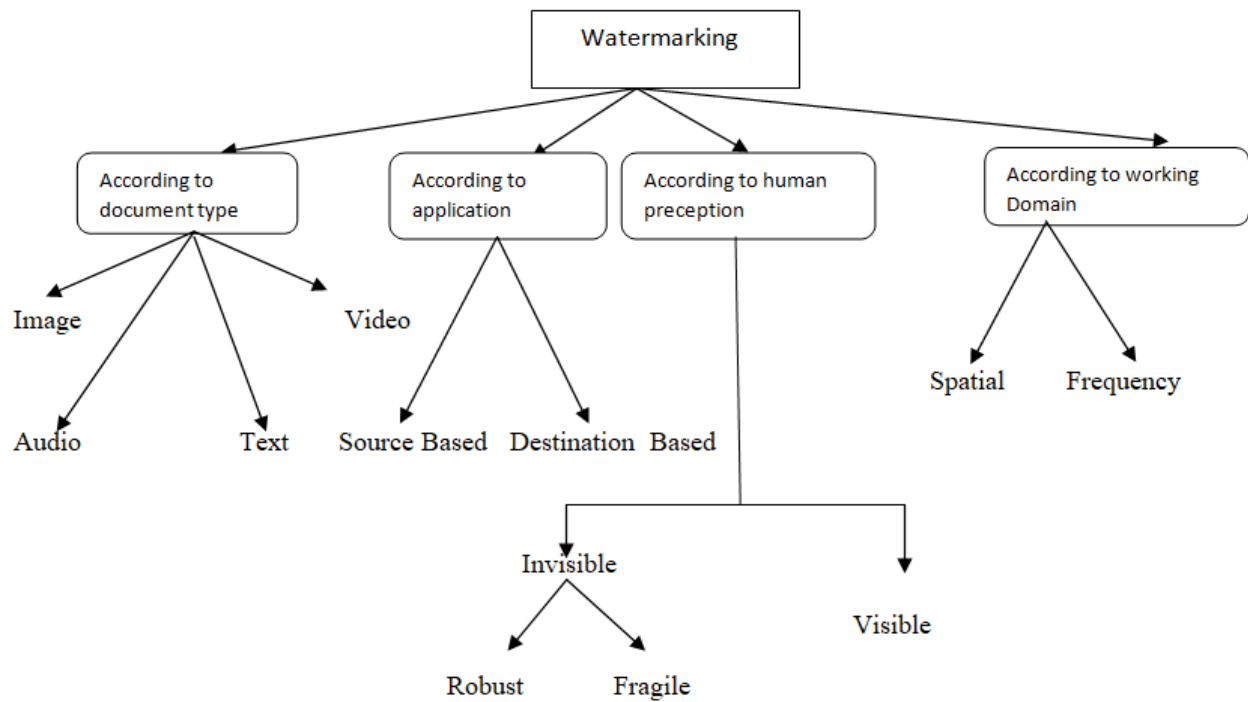 Watermarking
According to
document type
According to
application
According to human
preception
According to working
Domain
Image
Video
Spatial
Frequency
Audio
Text
Source Based
Destination Based
Invisible
Visible
Robust
Fragile